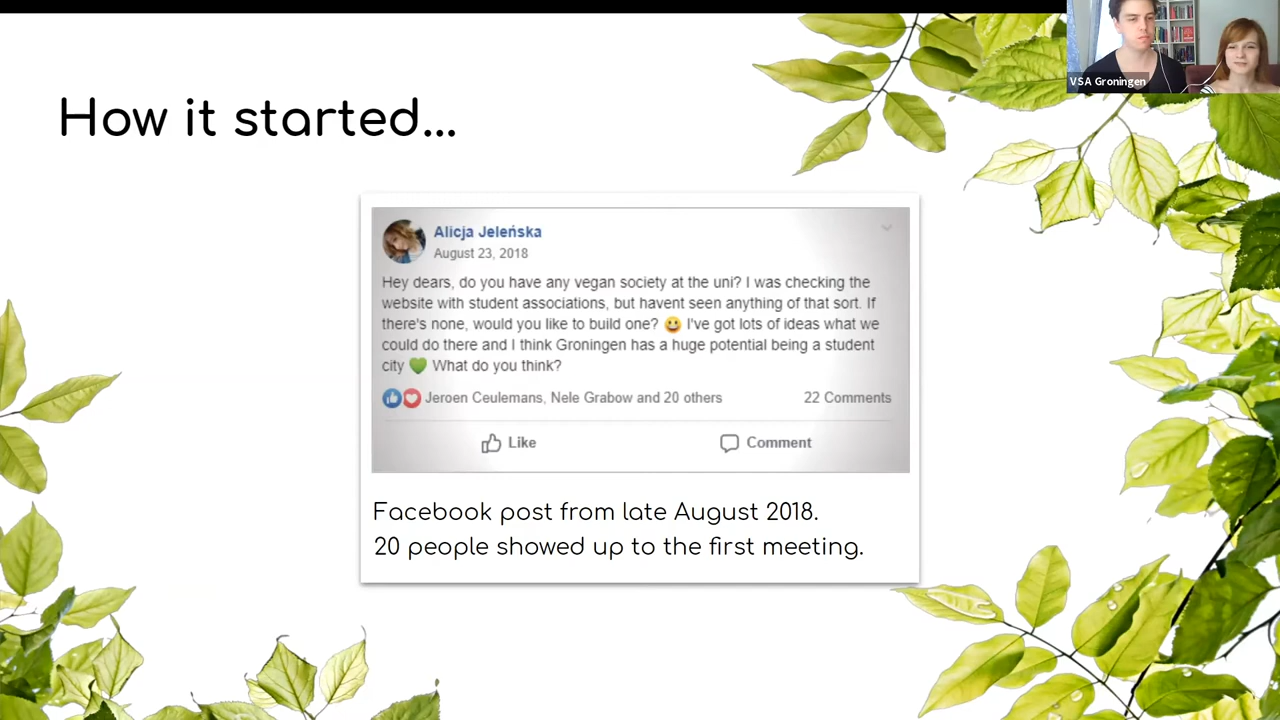 VSA Groningen
How it started...
Alicja Jeleńska
August 23, 2018
Hey dears, do you have any vegan society at the uni? I was checking the
website with student associations, but havent seen anything of that sort. If
there's none, would you like to build one? 😀 I've got lots of ideas what we
could do there and I think Groningen has a huge potential being a student
city 💚 What do you think?
Jeroen Ceulemans, Nele Grabow and 20 others 22 Comments
Like Comment
Facebook post from late August 2018.
20 people showed up to the first meeting.